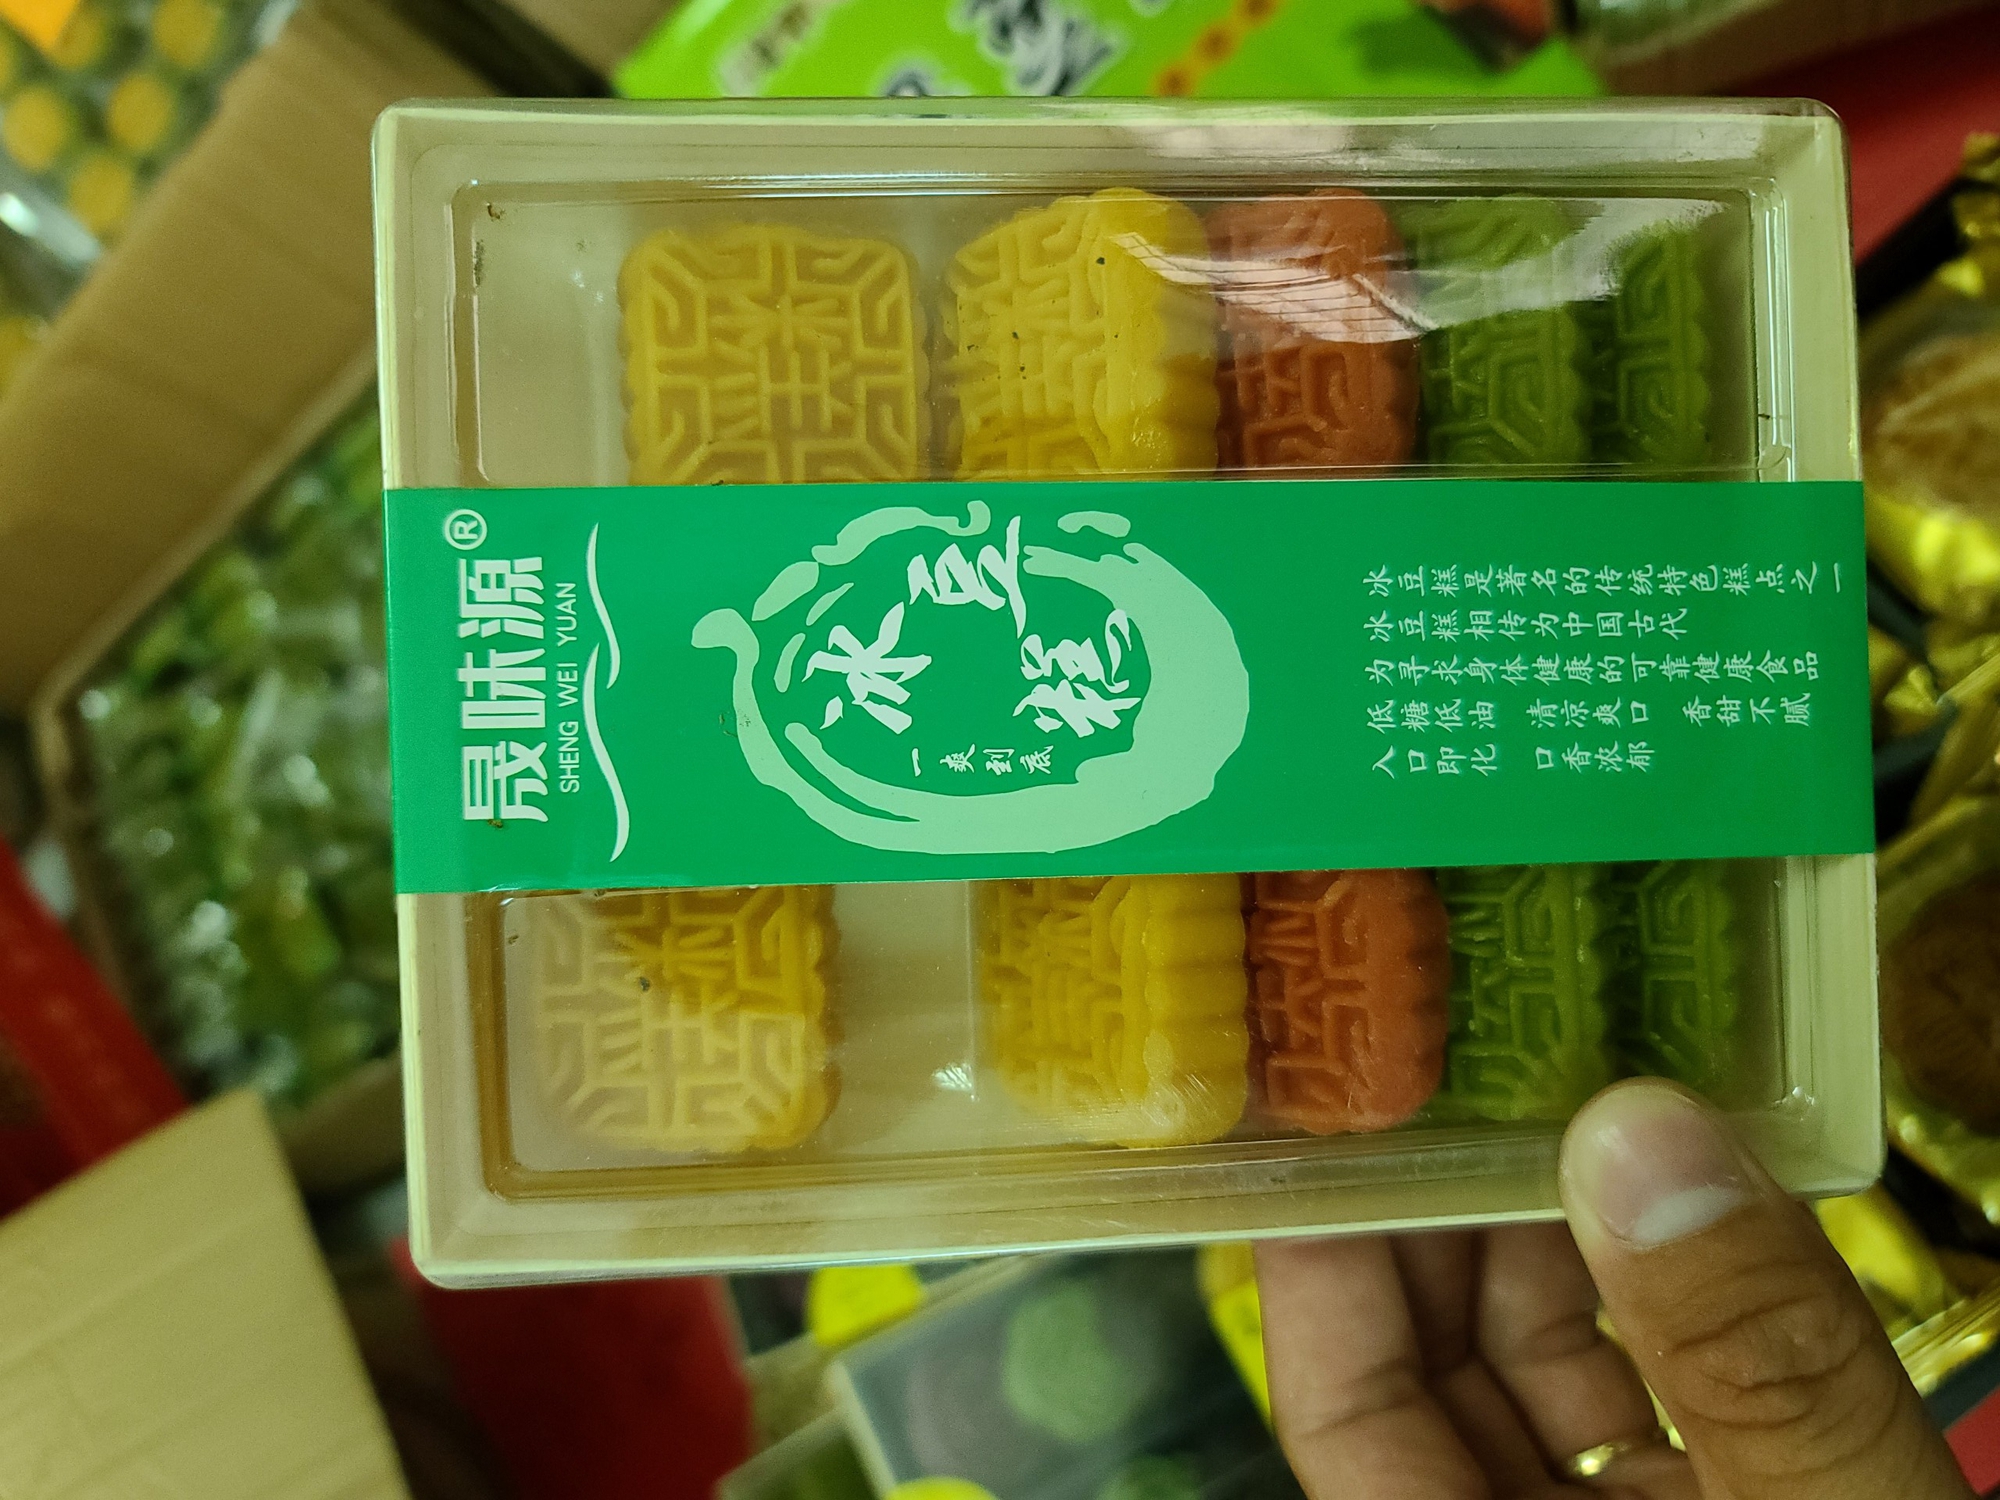 晟味源®
SHENG WEI YUAN
冰豆糕
一爽到底
冰豆糕是著名的传统特色糕点之一
冰豆糕相传为中国古代
为寻求身体健康的可靠健康食品
低糖低油 清凉爽口 香甜不腻
入口即化 口香浓郁